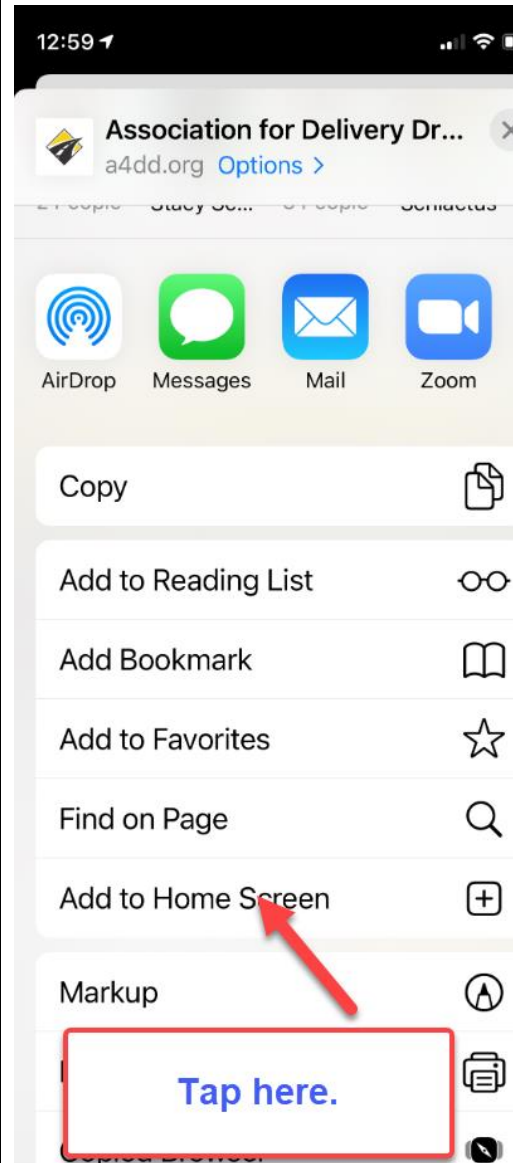 12:59
Association for Delivery Dr...
a4dd.org Options >
AirDrop Messages Mail Zoom
Copy
Add to Reading List
Add Bookmark
Add to Favorites
Find on Page
Add to Home Screen
Markup
Tap here.